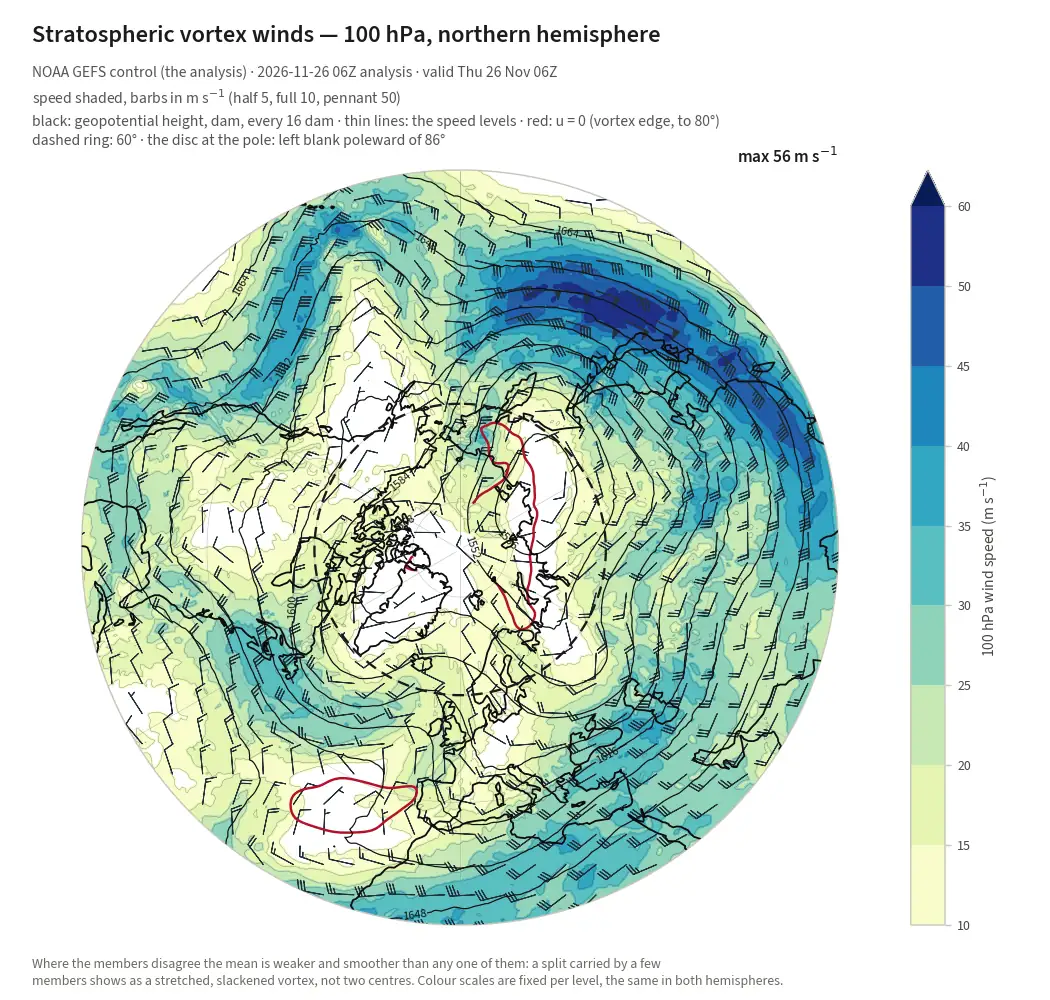 Stratospheric vortex winds — 100 hPa, northern hemisphere
NOAA GEFS control (the analysis) · 2026-11-26 06Z analysis · valid Thu 26 Nov 06Z
speed shaded, barbs in m s⁻¹ (half 5, full 10, pennant 50)
black: geopotential height, dam, every 16 dam · thin lines: the speed levels · red: u = 0 (vortex edge, to 80°)
dashed ring: 60° · the disc at the pole: left blank poleward of 86°
max 56 m s⁻¹
1664
1664
1584
1552
1600
1616
1648
60
50
45
40
35
30
25
20
15
10
100 hPa wind speed (m s⁻¹)
Where the members disagree the mean is weaker and smoother than any one of them: a split carried by a few
members shows as a stretched, slackened vortex, not two centres. Colour scales are fixed per level, the same in both hemispheres.